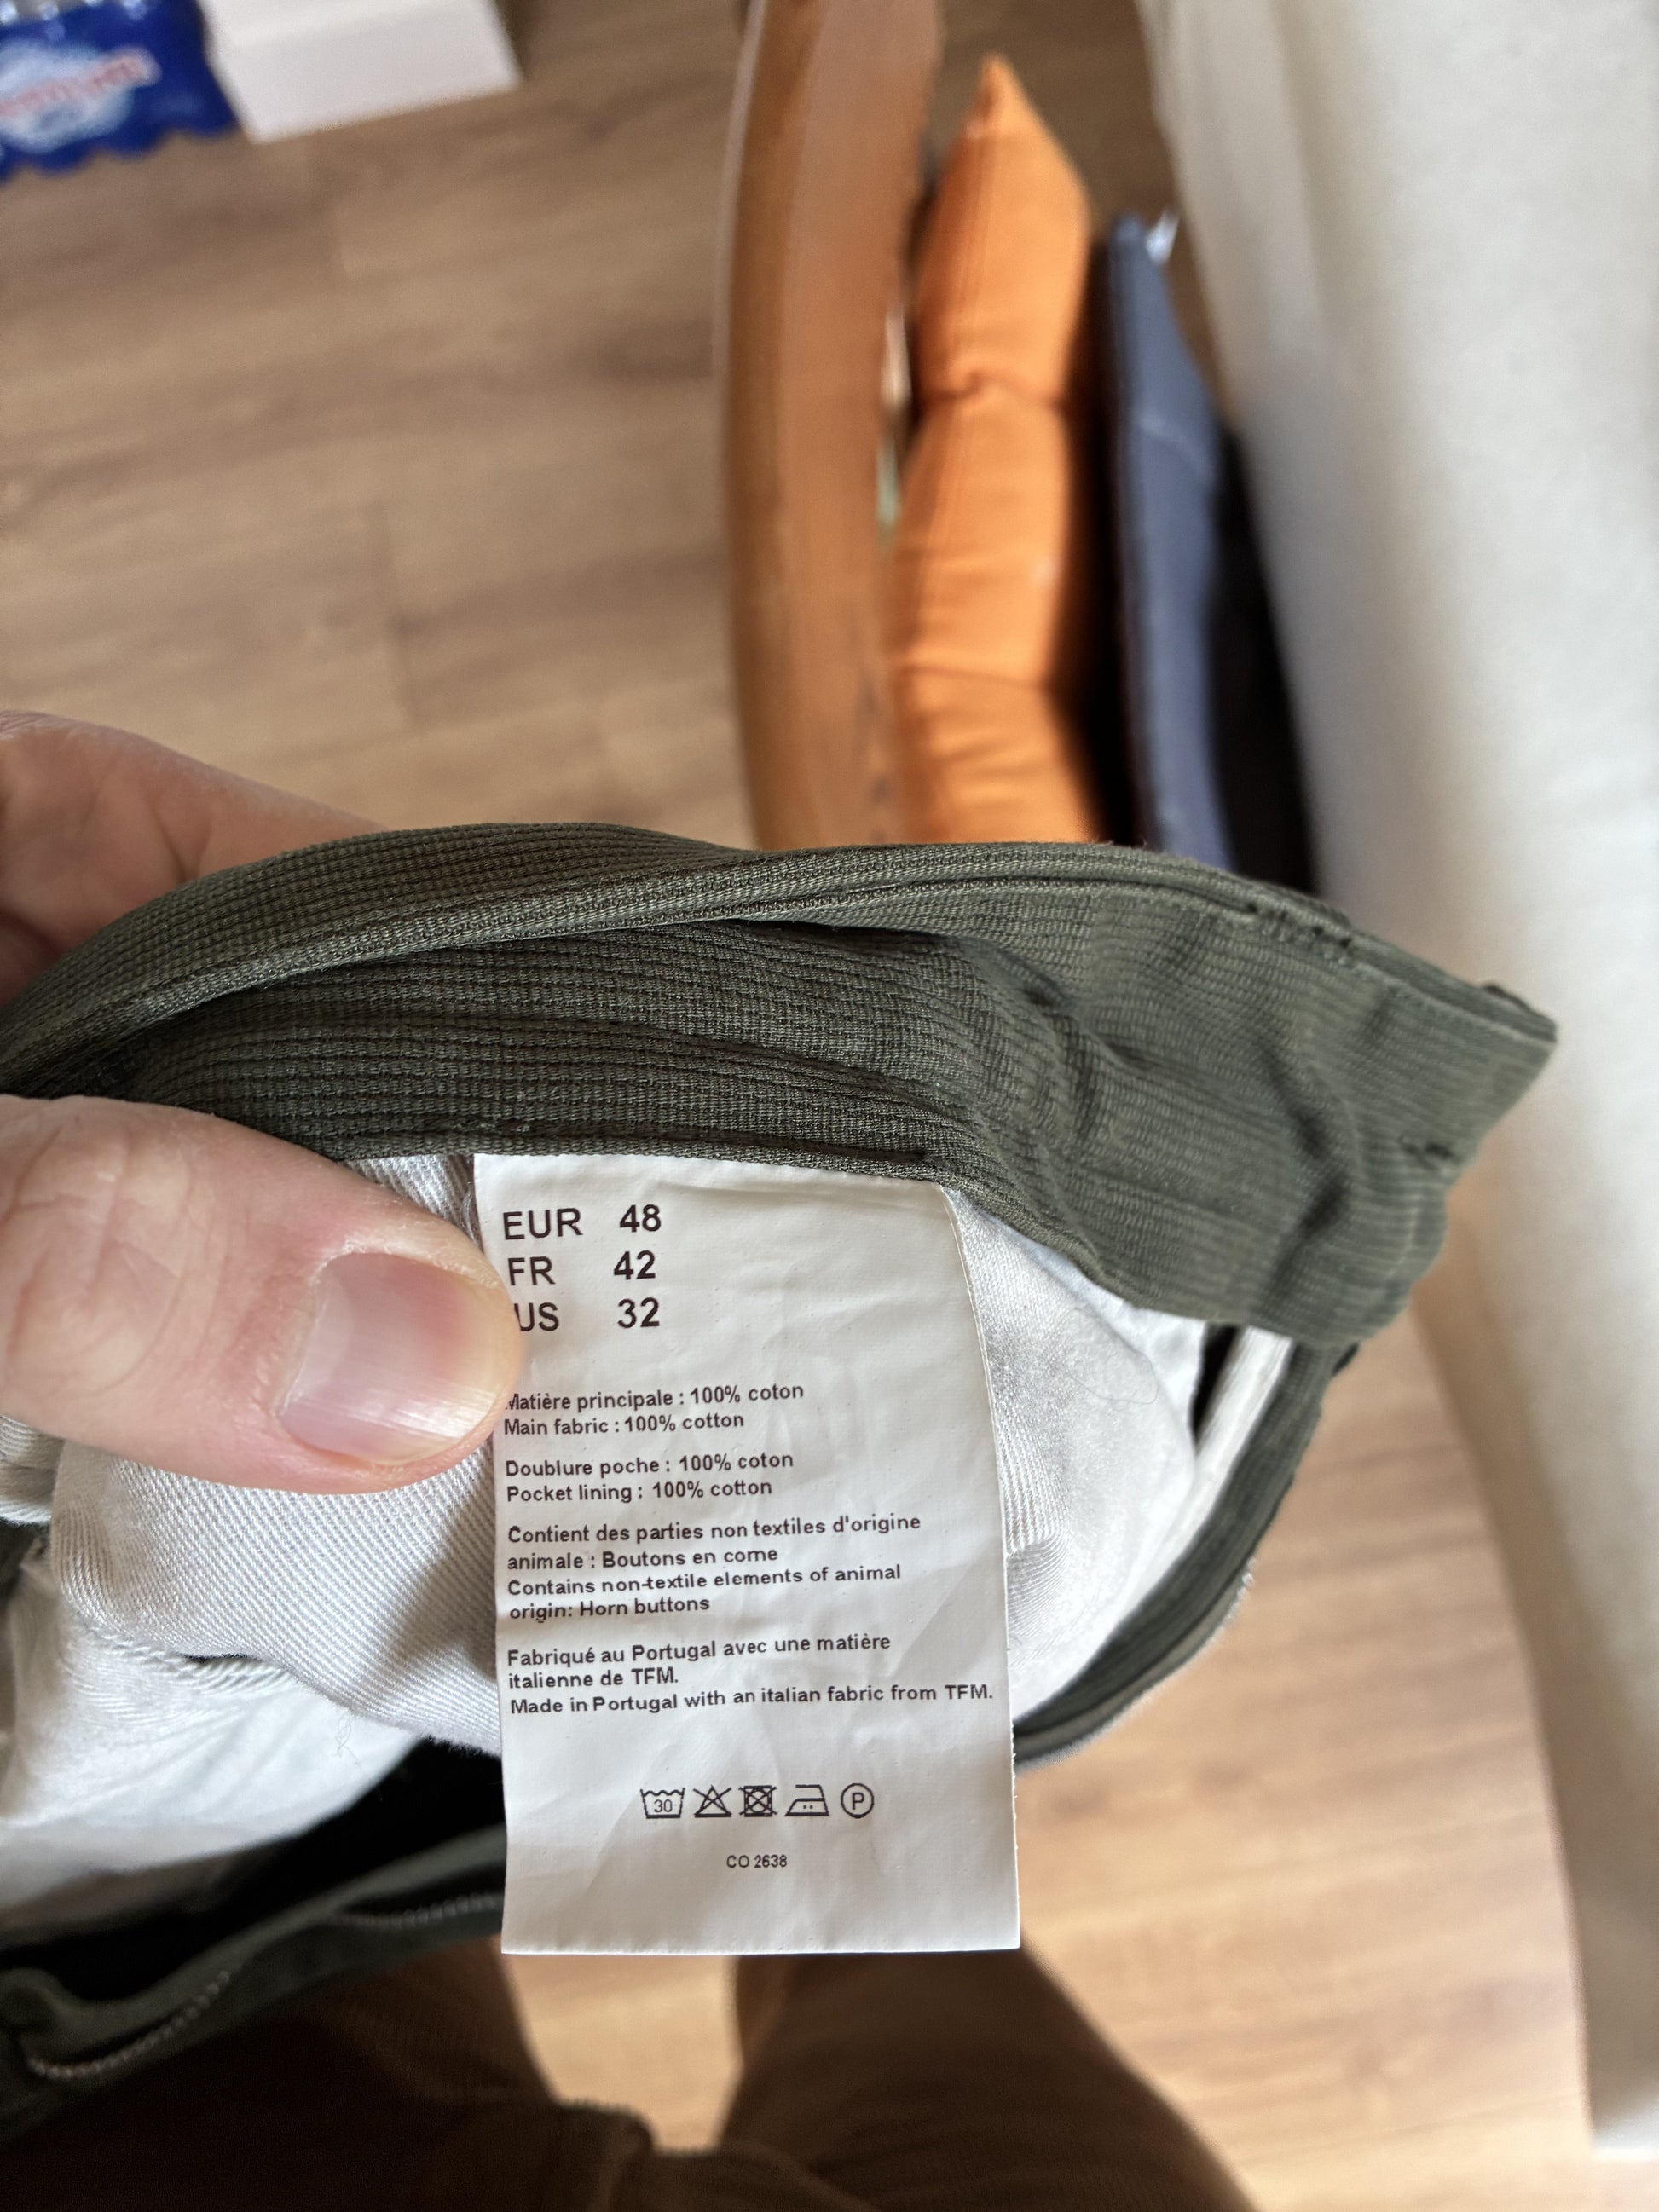 EUR 48
FR 42
US 32
Matière principale : 100% coton
Main fabric : 100% cotton
Doublure poche : 100% coton
Pocket lining : 100% cotton
Contient des parties non textiles d'origine
animale : Boutons en corne
Contains non-textile elements of animal
origin: Horn buttons
Fabriqué au Portugal avec une matière
italienne de TFM.
Made in Portugal with an italian fabric from TFM.
30 P
CO 2638